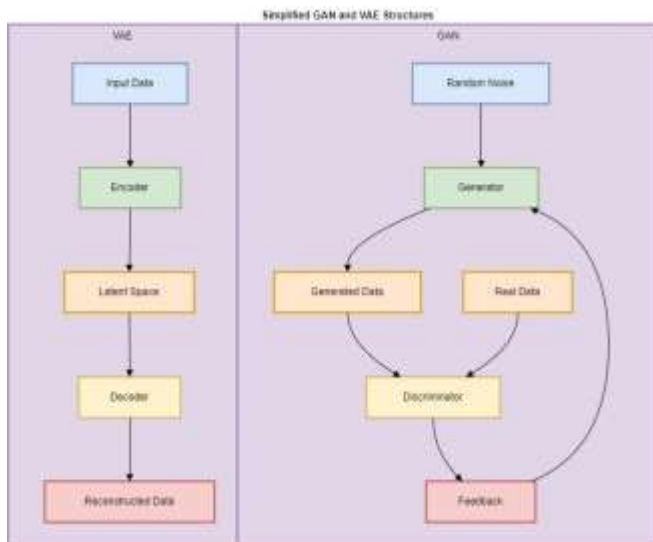 Simplified GAN and VAE Structures
VAE
GAN
Input Data
Random Noise
Encoder
Generator
Latent Space
Generated Data
Real Data
Decoder
Discriminator
Reconstructed Data
Feedback